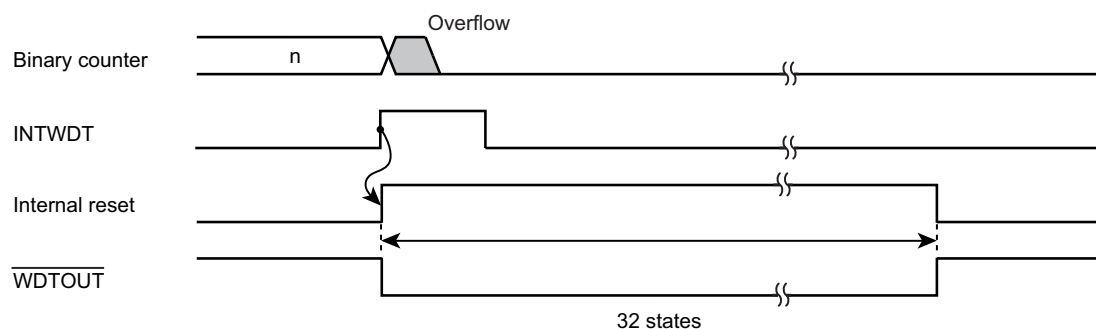 Overflow
Binary counter
n
INTWDT
Internal reset
WDTOUT
32 states